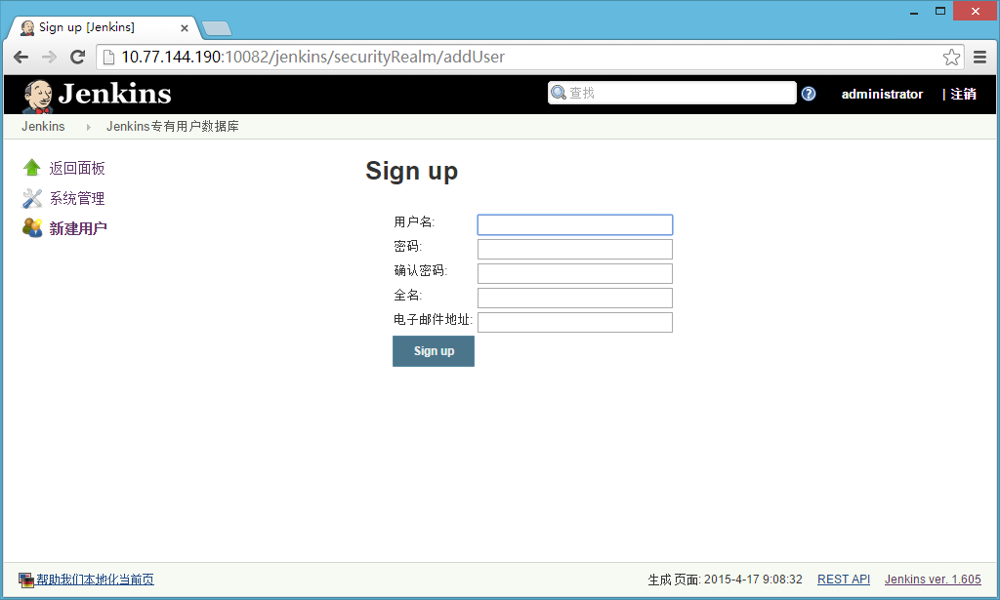 Sign up [Jenkins]
10.77.144.190:10082/jenkins/securityRealm/addUser
Jenkins 查找 administrator | 注销
Jenkins Jenkins专有用户数据库
返回面板
系统管理
新建用户
Sign up
用户名:
密码:
确认密码:
全名:
电子邮件地址:
Sign up
帮助我们本地化当前页 生成 页面: 2015-4-17 9:08:32 REST API Jenkins ver. 1.605